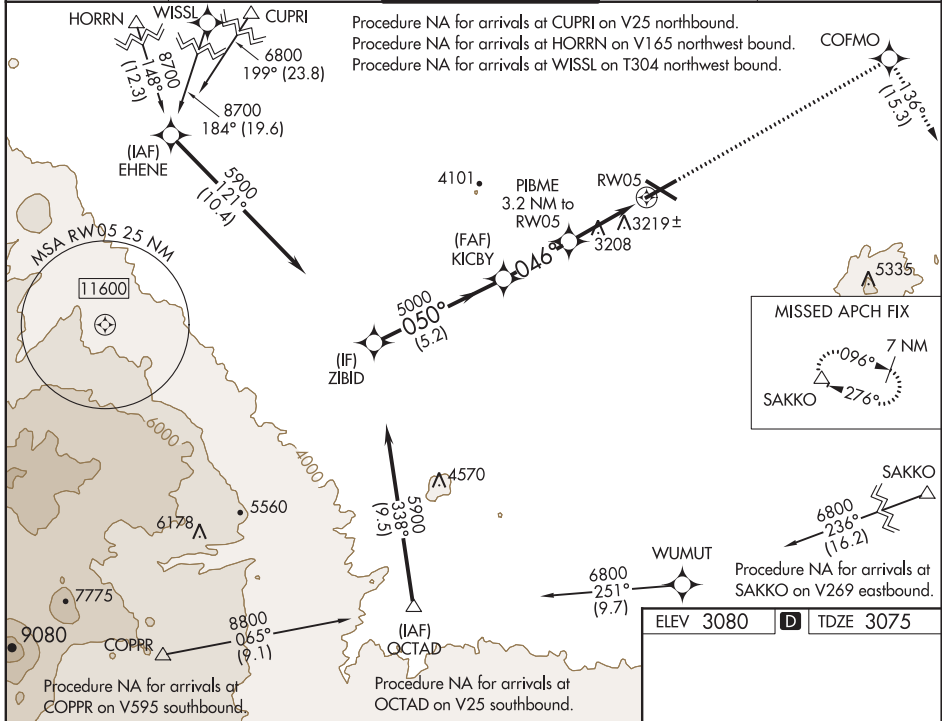 HORRN
WISSL
CUPRI
Procedure NA for arrivals at CUPRI on V25 northbound.
Procedure NA for arrivals at HORRN on V165 northwest bound.
Procedure NA for arrivals at WISSL on T304 northwest bound.
COFMO
8700
148°
(12.3)
6800
199° (23.8)
8700
184° (19.6)
136°
(15.3)
(IAF)
EHENE
5900
121°
(10.4)
4101
PIBME
3.2 NM to
RW05
RW05
3219±
3208
(FAF)
KICBY
046°
MSA RW05 25 NM
11600
5000
050°
(5.2)
(IF)
ZIBID
5335
MISSED APCH FIX
7 NM
096°
276°
SAKKO
6000
4000
4570
5560
6178
5900
338°
(9.5)
SAKKO
6800
236°
(16.2)
Procedure NA for arrivals at
SAKKO on V269 eastbound.
WUMUT
6800
251°
(9.7)
7775
9080
COPPR
8800
065°
(9.1)
(IAF)
OCTAD
ELEV 3080
D
TDZE 3075
Procedure NA for arrivals at
COPPR on V595 southbound.
Procedure NA for arrivals at
OCTAD on V25 southbound.